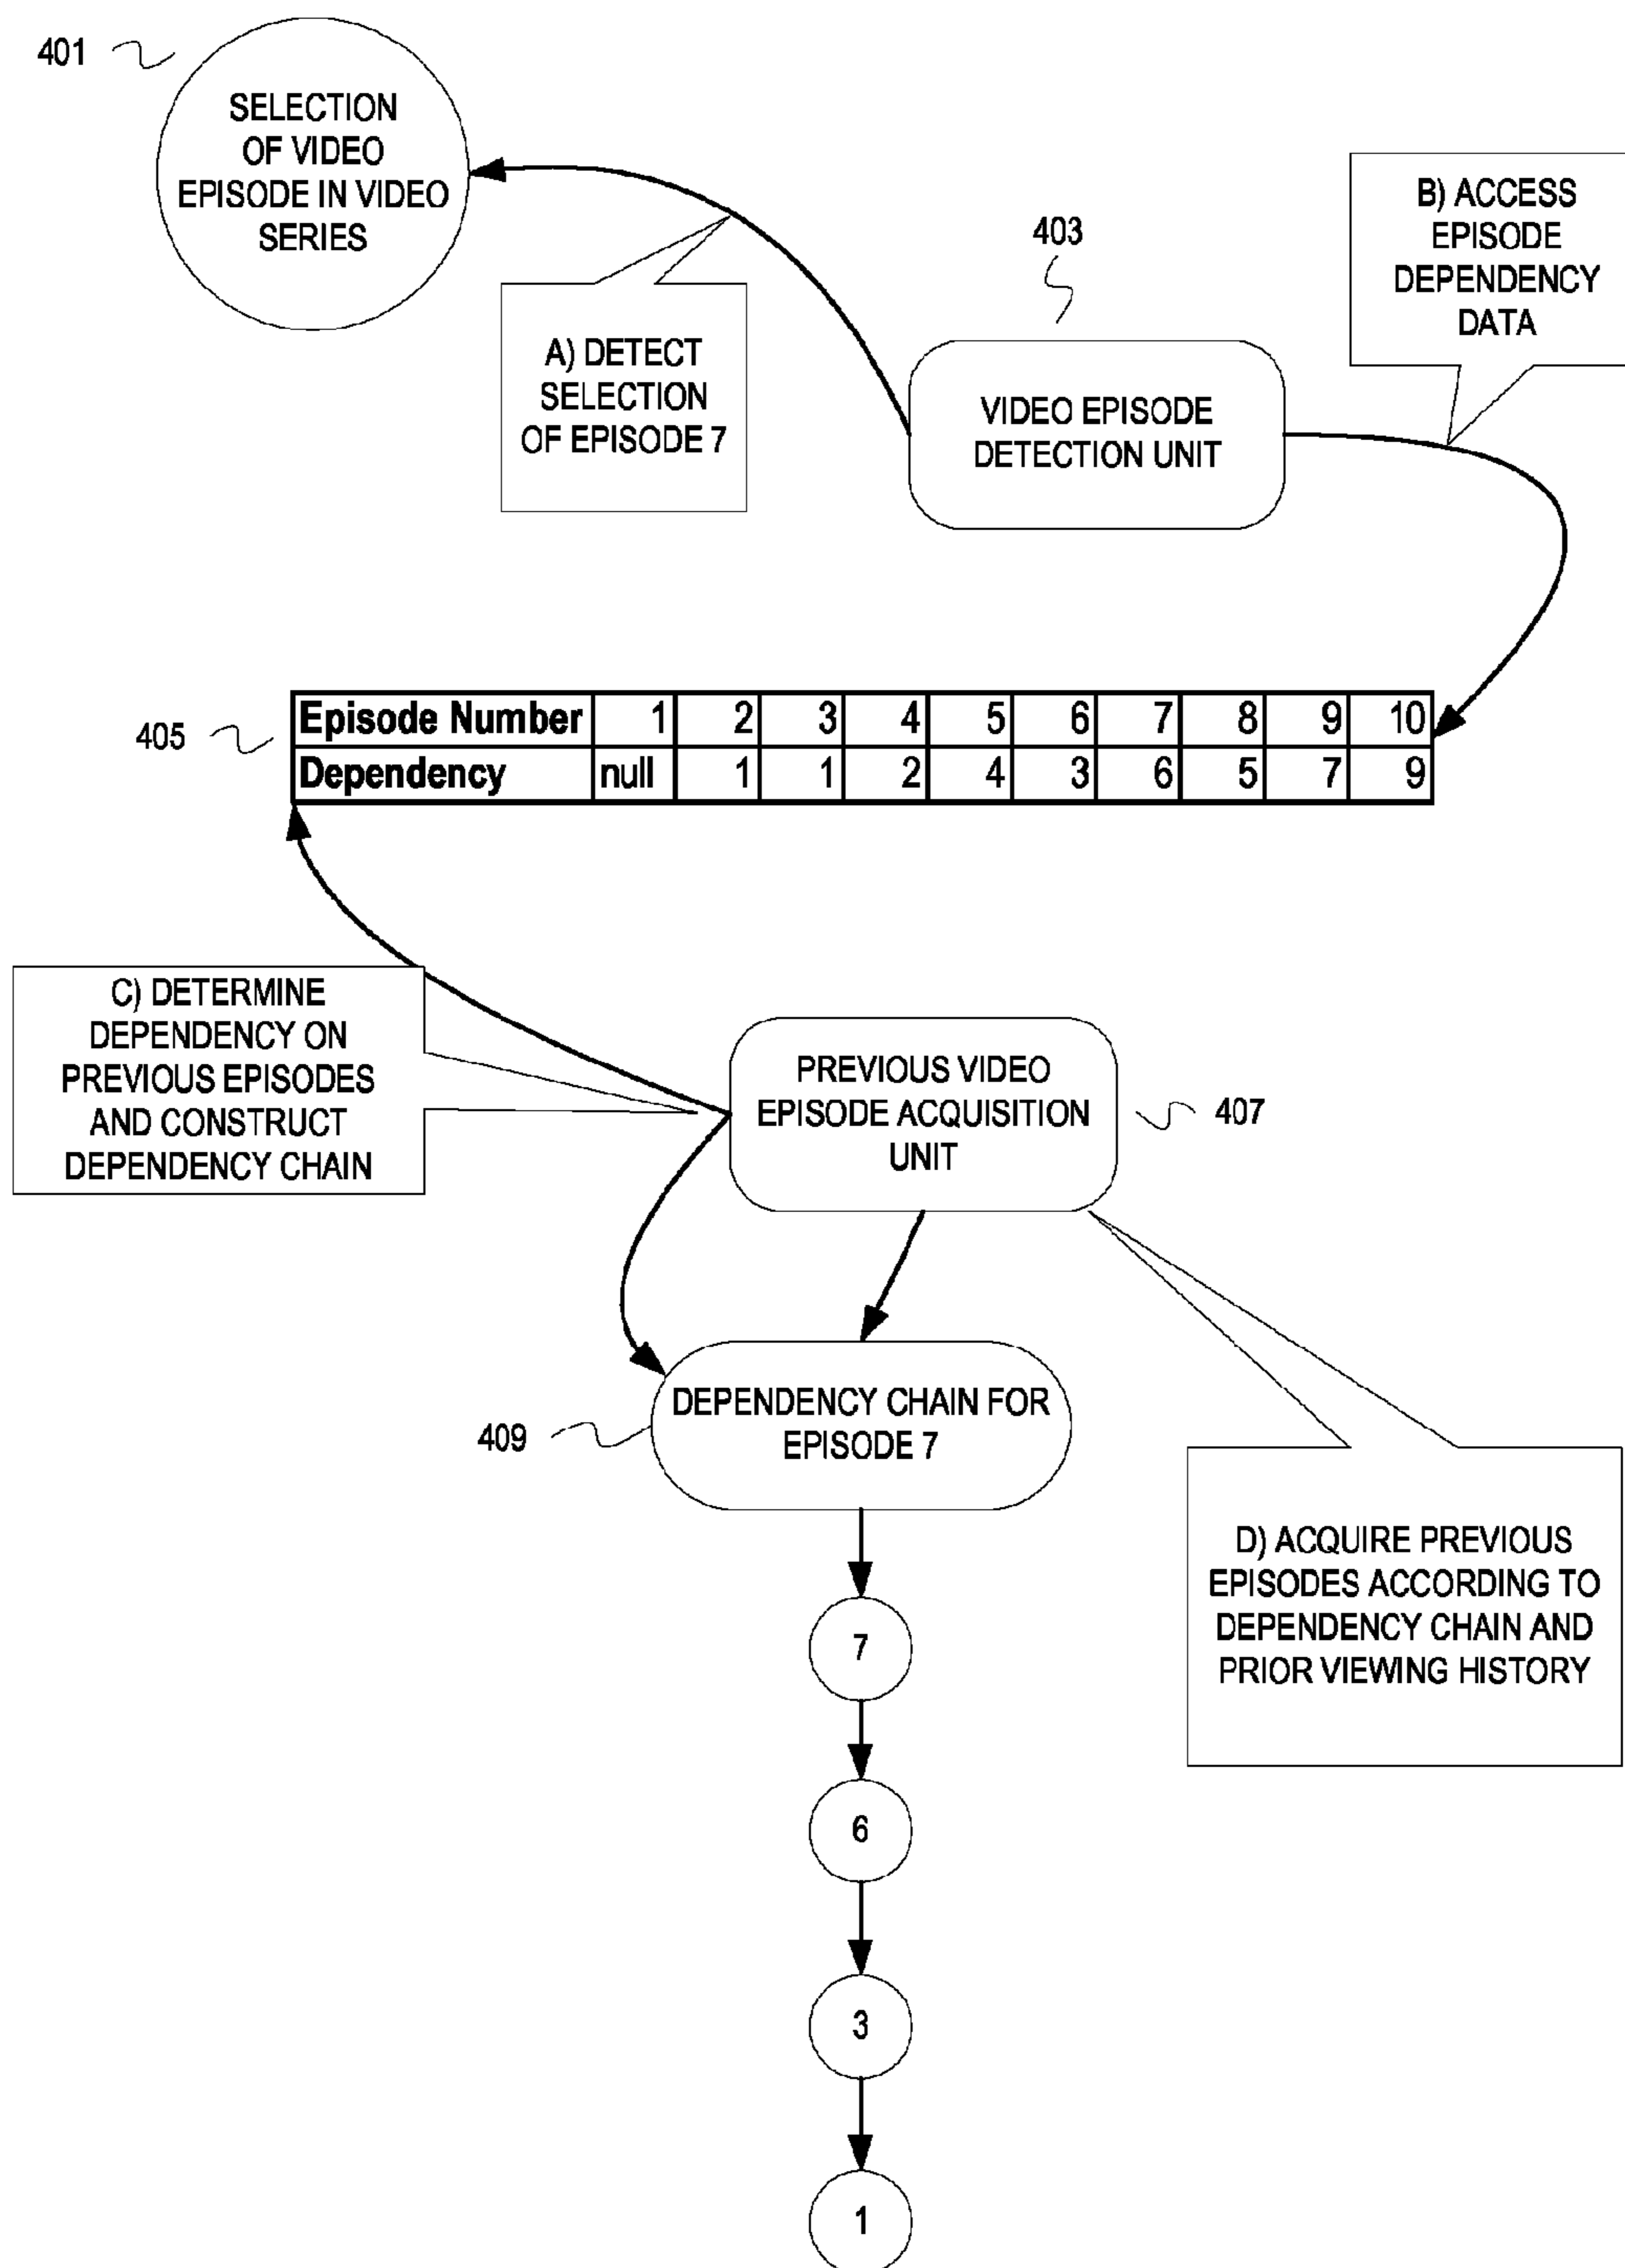 401
SELECTION
OF VIDEO
EPISODE IN VIDEO
SERIES
B) ACCESS
EPISODE
DEPENDENCY
DATA
403
A) DETECT
SELECTION
OF EPISODE 7
VIDEO EPISODE
DETECTION UNIT
405
Episode Number 1 2 3 4 5 6 7 8 9 10
Dependency null 1 1 2 4 3 6 5 7 9
C) DETERMINE
DEPENDENCY ON
PREVIOUS EPISODES
AND CONSTRUCT
DEPENDENCY CHAIN
PREVIOUS VIDEO
EPISODE ACQUISITION
UNIT
407
409
DEPENDENCY CHAIN FOR
EPISODE 7
D) ACQUIRE PREVIOUS
EPISODES ACCORDING TO
DEPENDENCY CHAIN AND
PRIOR VIEWING HISTORY
7
6
3
1